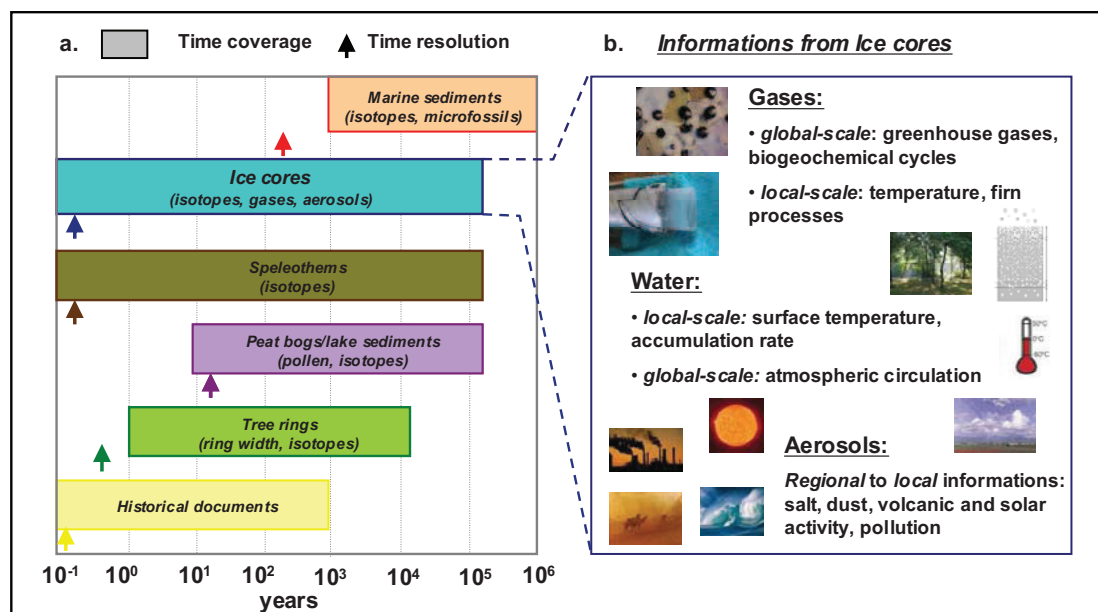 a. Time coverage Time resolution
Marine sediments
(isotopes, microfossils)
Ice cores
(isotopes, gases, aerosols)
Speleothems
(isotopes)
Peat bogs/lake sediments
(pollen, isotopes)
Tree rings
(ring width, isotopes)
Historical documents
10⁻¹ 10⁰ 10¹ 10² 10³ 10⁴ 10⁵ 10⁶
years
b. Informations from Ice cores
Gases:
• global-scale: greenhouse gases,
biogeochemical cycles
• local-scale: temperature, firn
processes
Water:
• local-scale: surface temperature,
accumulation rate
• global-scale: atmospheric circulation
Aerosols:
Regional to local informations:
salt, dust, volcanic and solar
activity, pollution